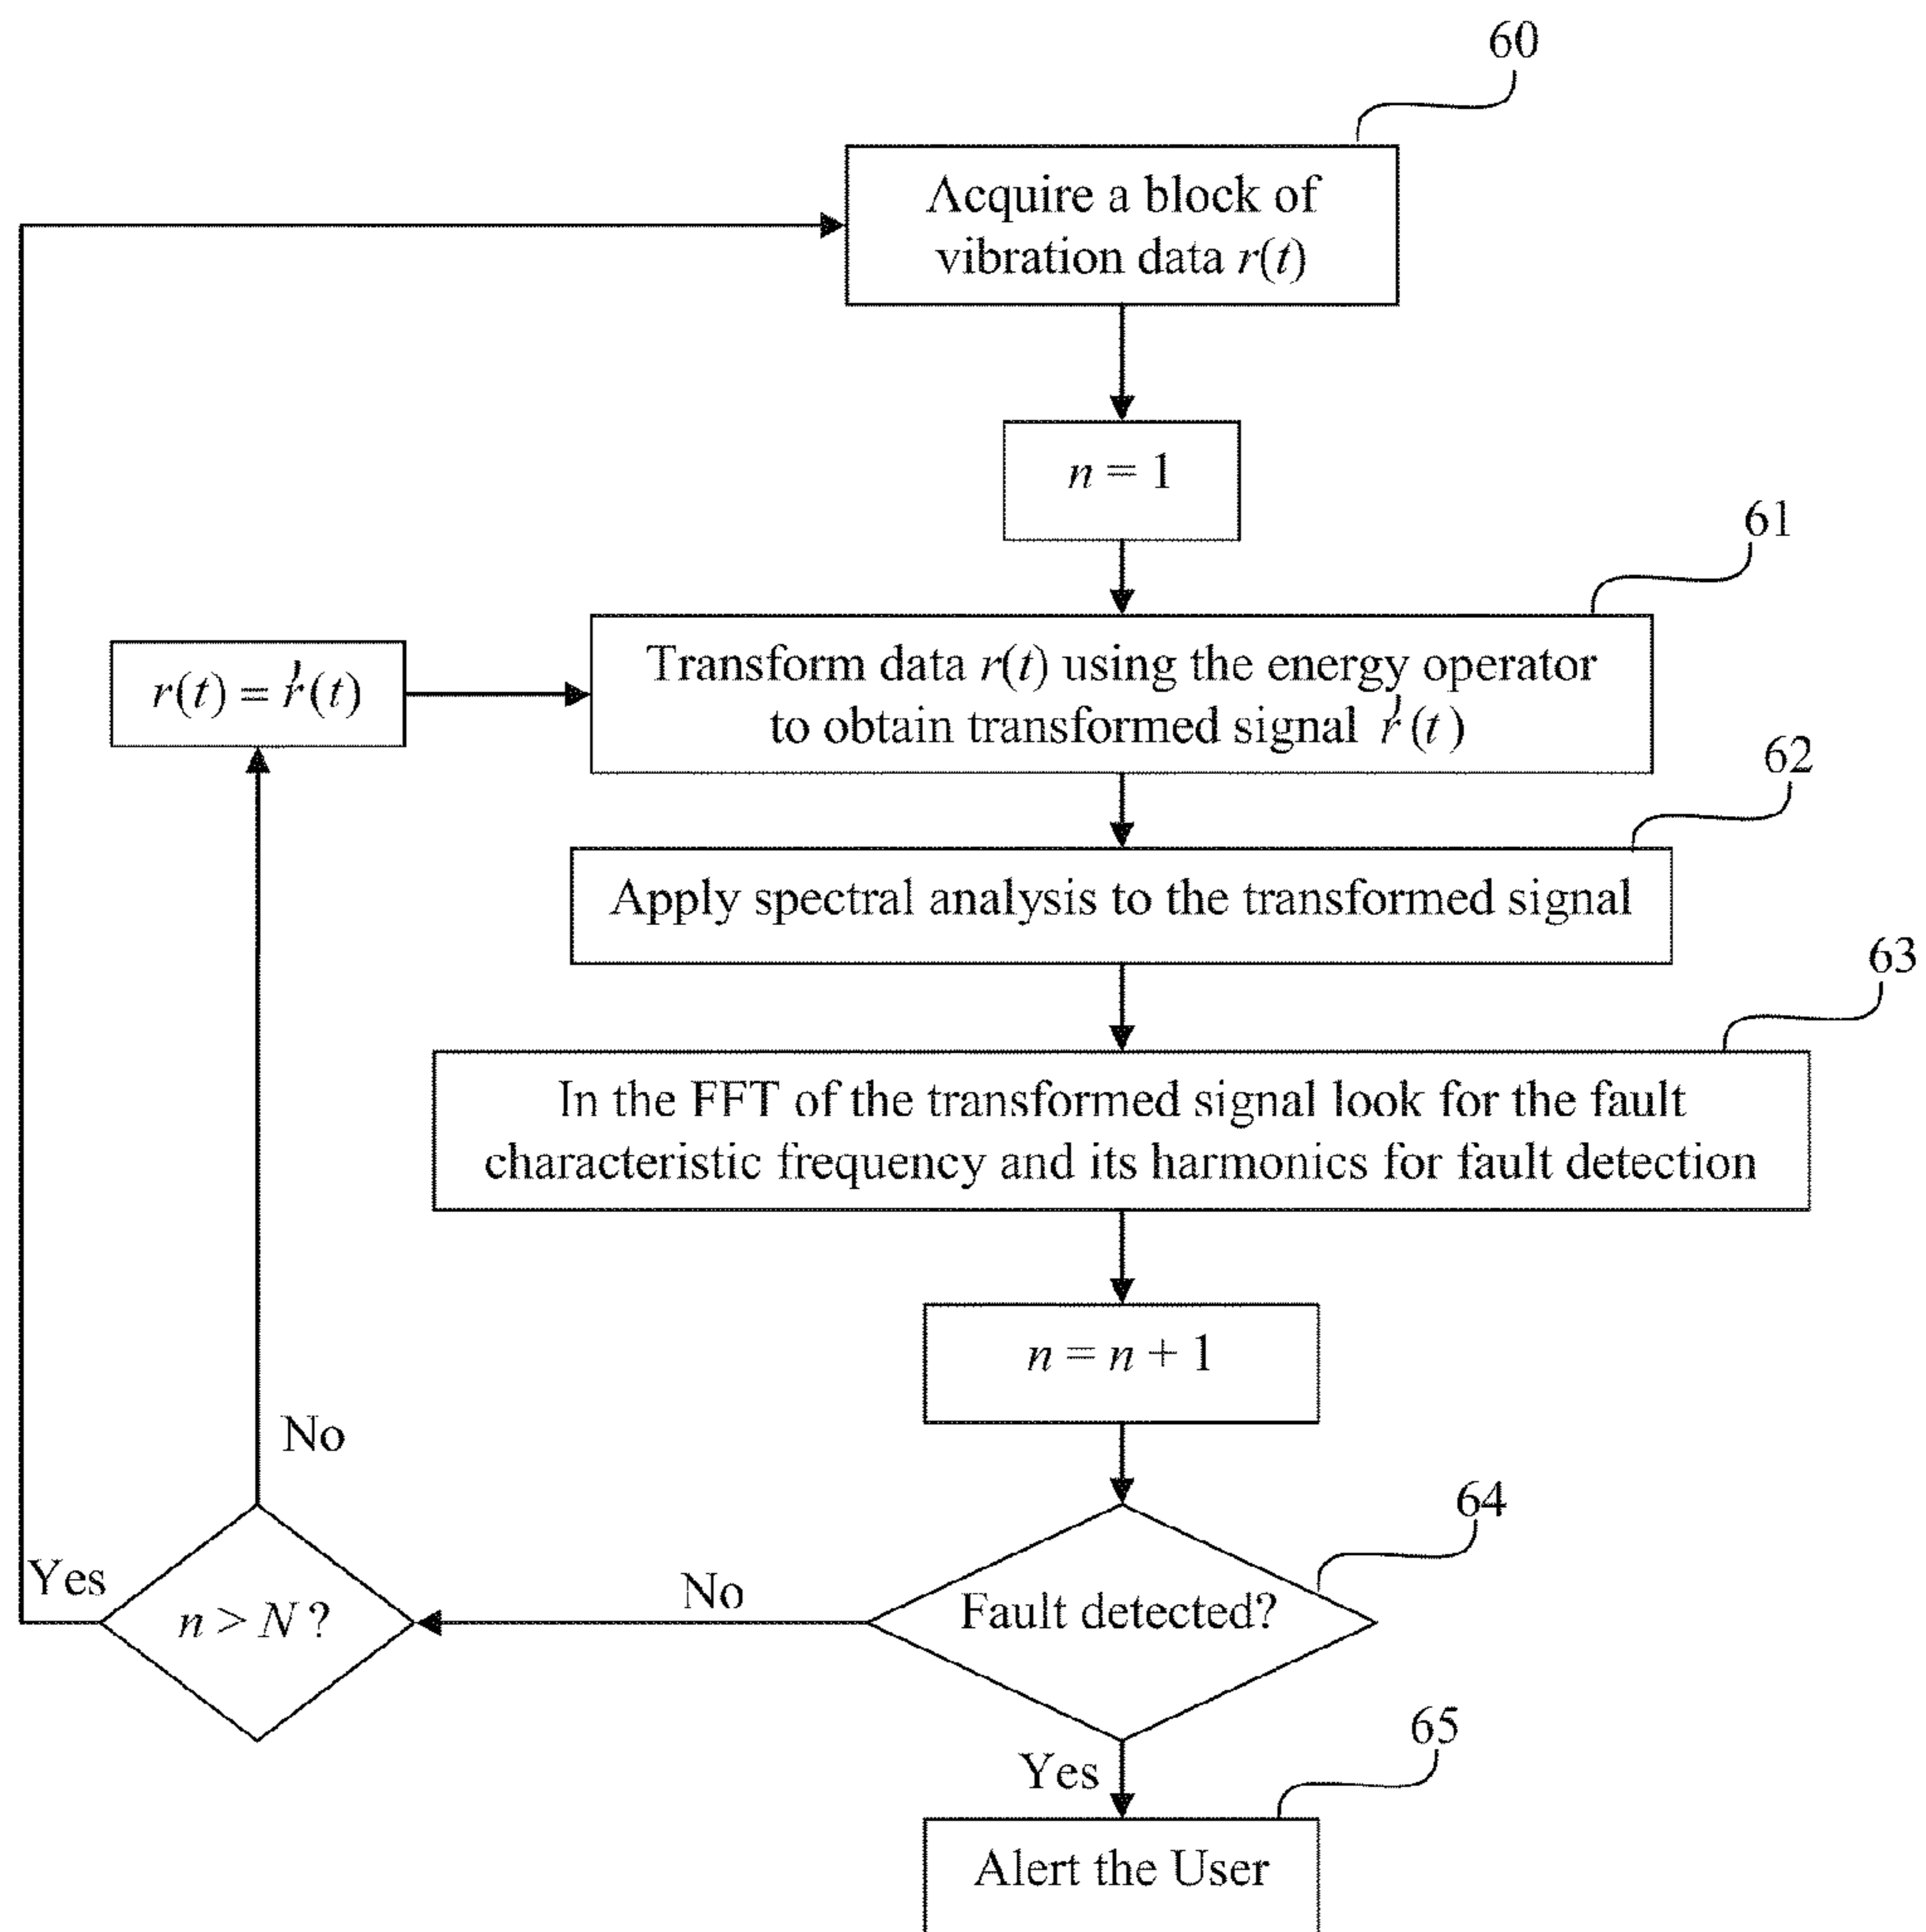 60
Acquire a block of
vibration data r(t)
n = 1
61
r(t) = r̓(t)
Transform data r(t) using the energy operator
to obtain transformed signal r̓(t)
62
Apply spectral analysis to the transformed signal
63
In the FFT of the transformed signal look for the fault
characteristic frequency and its harmonics for fault detection
n = n + 1
No
64
Yes
n > N ?
No
Fault detected?
65
Yes
Alert the User